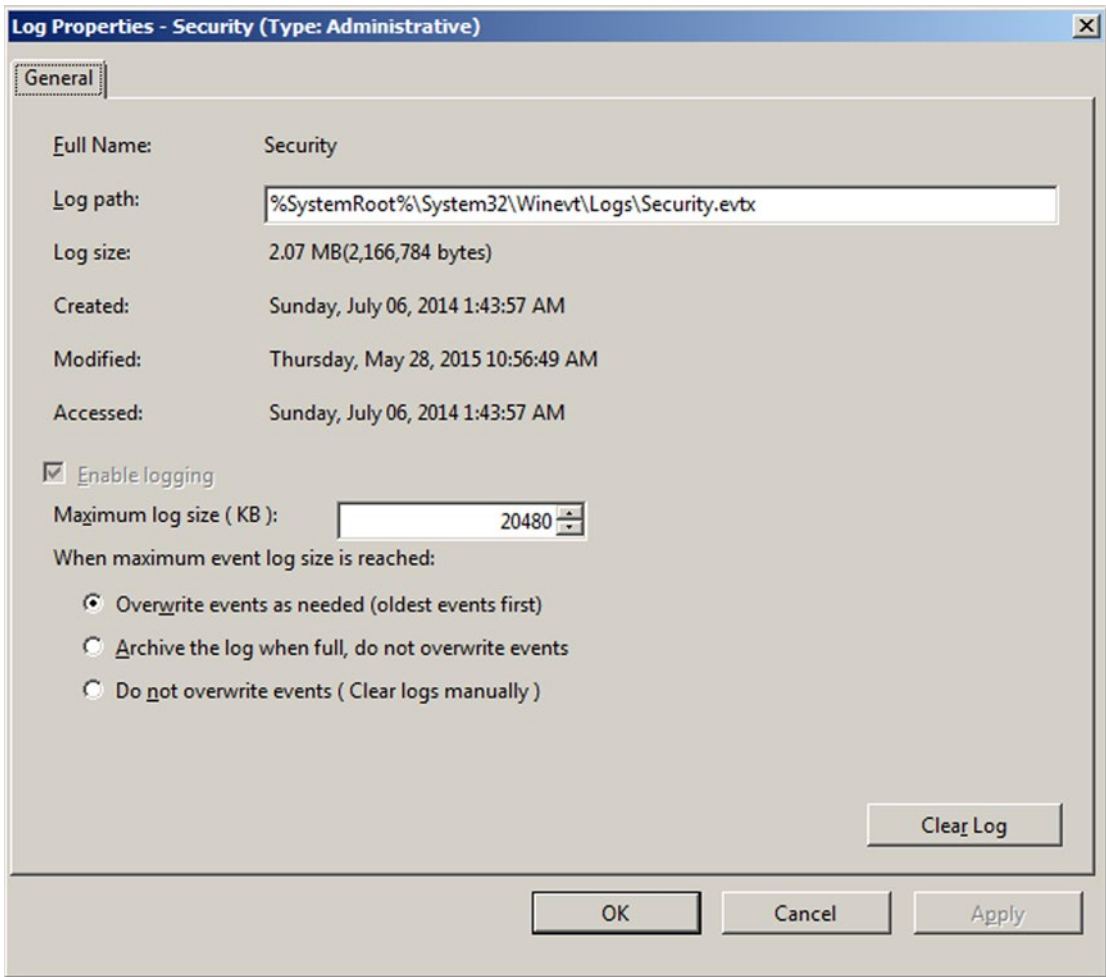 Log Properties - Security (Type: Administrative)
General
Full Name: Security
Log path: %SystemRoot%\System32\Winevt\Logs\Security.evtx
Log size: 2.07 MB(2,166,784 bytes)
Created: Sunday, July 06, 2014 1:43:57 AM
Modified: Thursday, May 28, 2015 10:56:49 AM
Accessed: Sunday, July 06, 2014 1:43:57 AM
Enable logging
Maximum log size ( KB ): 20480
When maximum event log size is reached:
Overwrite events as needed (oldest events first)
Archive the log when full, do not overwrite events
Do not overwrite events ( Clear logs manually )
Clear Log
OK Cancel Apply